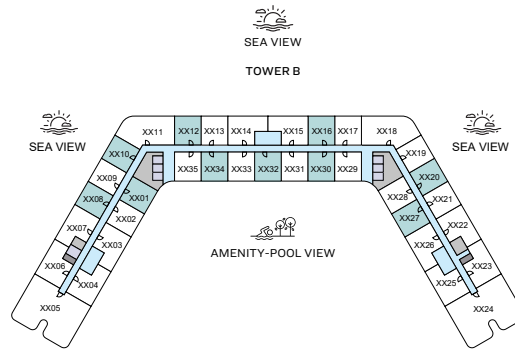 SEA VIEW
TOWER B
SEA VIEW
SEA VIEW
XX11
XX12
XX13
XX14
XX15
XX16
XX17
XX18
XX10
XX19
XX09
XX35
XX34
XX33
XX32
XX31
XX30
XX29
XX20
XX08
XX01
XX28
XX21
XX02
XX27
XX07
XX22
XX03
XX26
XX06
XX23
XX04
XX25
XX05
XX24
AMENITY-POOL VIEW